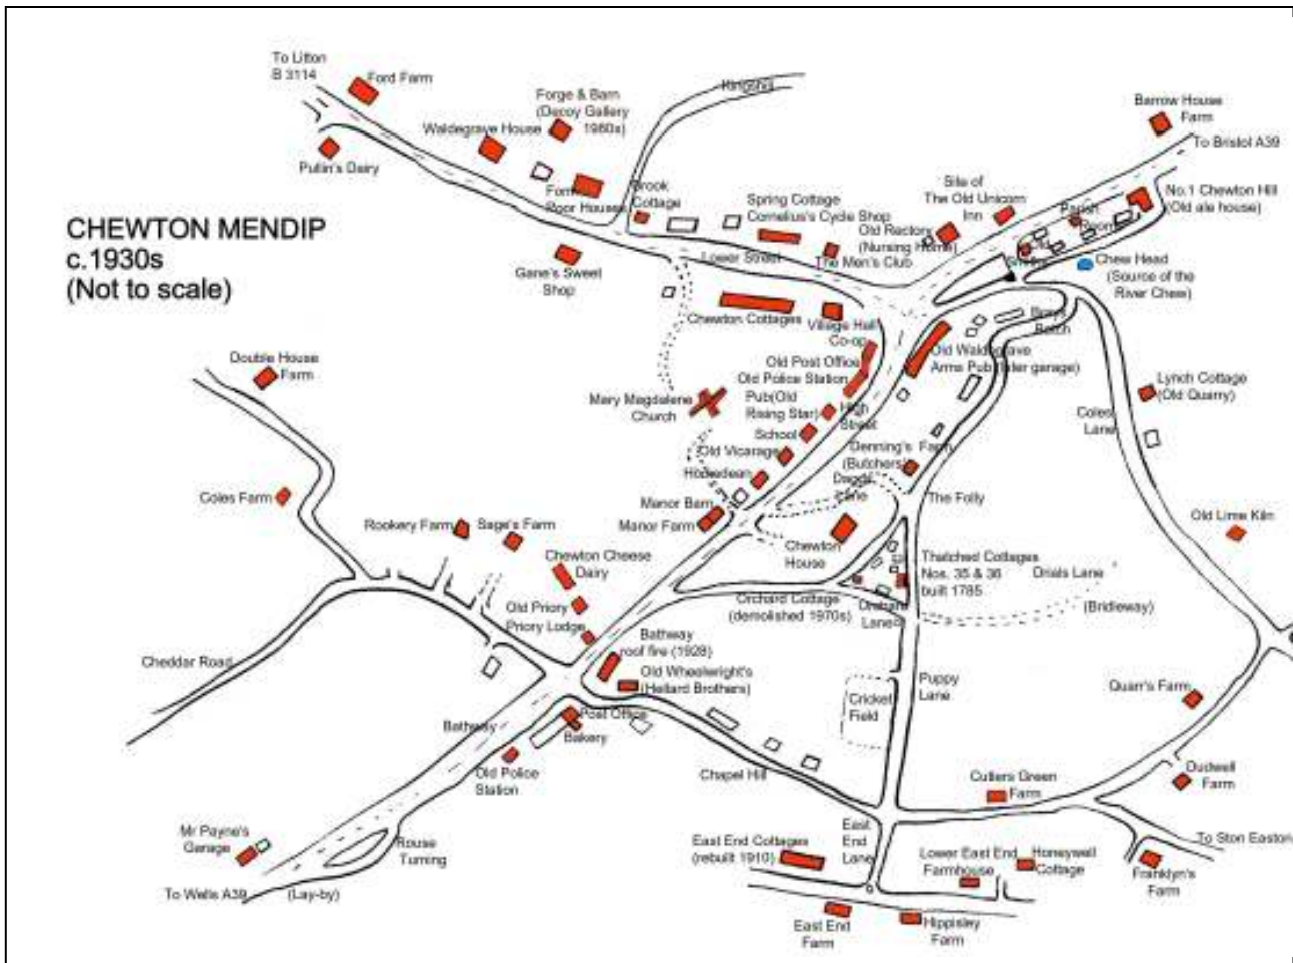 To Litton
B 3114
Ford Farm
Forge & Barn
(Decoy Gallery
1980s)
Waldegrave House
Pullin's Dairy
Poor House
Brook
Cottage
Barrow House
Farm
To Bristol A39
Site of
The Old Unicorn
Inn
No.1 Chewton Hill
(Old ale house)
Spring Cottage
Cornelius's Cycle Shop
Old Rectory
(Nursing Home)
The Men's Club
Parish
Room
Old
Chew Head
(Source of the
River Chew)
CHEWTON MENDIP
c.1930s
(Not to scale)
Gane's Sweet
Shop
Lower Street
Chewton Cottages
Village Hall
Co-op
Old Post Office
Old Police Station
Pub(Old
Rising Star)
High
Street
Old Waldegrave
Arms Pub (later garage)
Double House
Farm
Mary Magdalene
Church
School
Old Vicarage
Manor Barn
Manor Farm
Denning's Farm
(Butchers)
Lane
The Folly
Coles
Lane
Lynch Cottage
(Old Quarry)
Old Lime Kiln
Coles Farm
Rookery Farm
Sage's Farm
Chewton Cheese
Dairy
Old Priory
Priory Lodge
Chewton
House
Thatched Cottages
Nos. 35 & 36
built 1785
Orchard Cottage
(demolished 1970s)
Orchard
Lane
Drials Lane
(Bridleway)
Cheddar Road
Bathway
roof fire (1928)
Old Wheelwright's
(Hellard Brothers)
Post Office
Bakery
Bathway
Old Police
Station
Chapel Hill
Cricket
Field
Puppy
Lane
Quarr's Farm
Cutlers Green
Farm
Dudwell
Farm
Mr Payne's
Garage
Rouse
Turning
To Wells A39
(Lay-by)
East End Cottages
(rebuilt 1910)
East
End
Lane
Lower East End
Farmhouse
Honeywell
Cottage
To Ston Easton
Franklyn's
Farm
East End
Farm
Hippisley
Farm